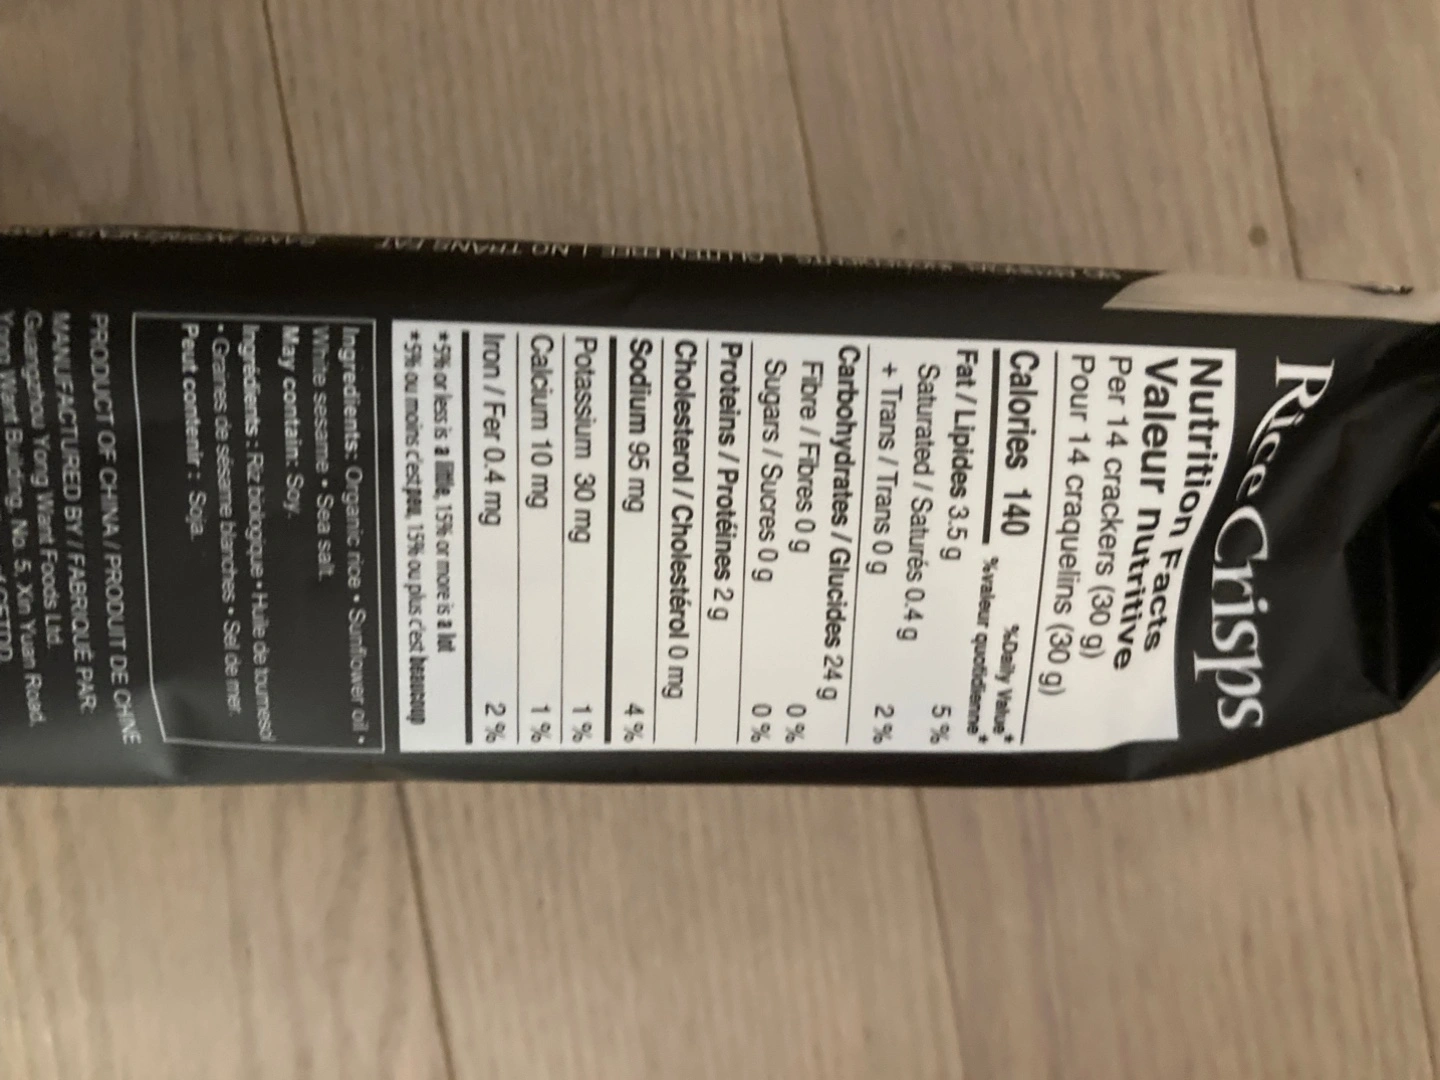 Rice Crisps
Nutrition Facts
Valeur nutritive
Per 14 crackers (30 g)
Pour 14 craquelins (30 g)
Calories 140
% Daily Value*
% valeur quotidienne*
Fat / Lipides 3.5 g 5 %
Saturated / Saturés 0.4 g
+ Trans / Trans 0 g 2 %
Carbohydrates / Glucides 24 g
Fibre / Fibres 0 g 0 %
Sugars / Sucres 0 g 0 %
Proteins / Protéines 2 g
Cholesterol / Cholestérol 0 mg
Sodium 95 mg 4 %
Potassium 30 mg 1 %
Calcium 10 mg 1 %
Iron / Fer 0.4 mg 2 %
*5% or less is a little, 15% or more is a lot
*5% ou moins c'est peu, 15% ou plus c'est beaucoup
Ingredients: Organic rice • Sunflower oil •
White sesame • Sea salt.
May contain: Soy.
Ingrédients : Riz biologique • Huile de tournesol
• Graines de sésame blanches • Sel de mer.
Peut contenir : Soja.
PRODUCT OF CHINA / PRODUIT DE CHINE
MANUFACTURED BY / FABRIQUÉ PAR:
Guangzhou Yong Want Foods Ltd.
Yong Want Building, No. 5, Xin Yuan Road,
GLUTEN FREE | NO TRANS FAT